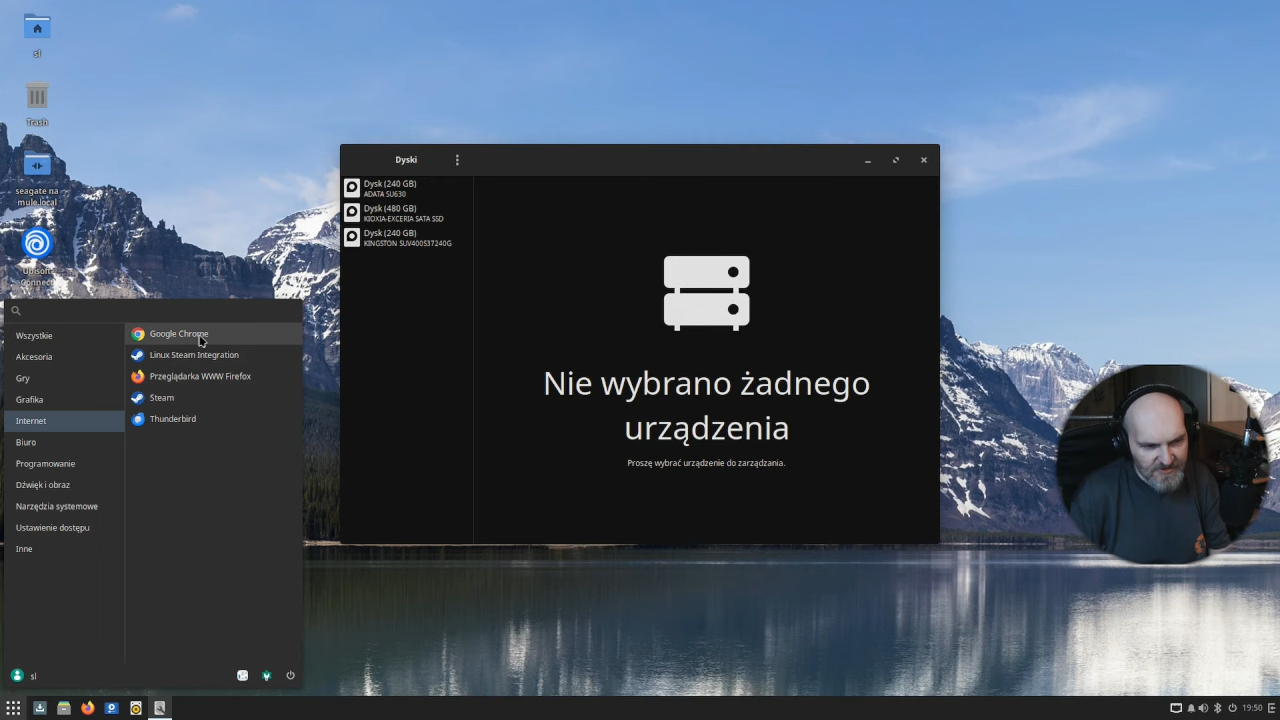 sl
Trash
seagate na
mule.local
Ubisoft
Connect
Dyski
Dysk (240 GB)
ADATA SU630
Dysk (480 GB)
KIOXIA-EXCERIA SATA SSD
Dysk (240 GB)
KINGSTON SUV400S37240G
Nie wybrano żadnego
urządzenia
Proszę wybrać urządzenie do zarządzania.
Wszystkie
Akcesoria
Gry
Grafika
Internet
Biuro
Programowanie
Dźwięk i obraz
Narzędzia systemowe
Ustawienie dostępu
Inne
Google Chrome
Linux Steam Integration
Przeglądarka WWW Firefox
Steam
Thunderbird
sl
19:50